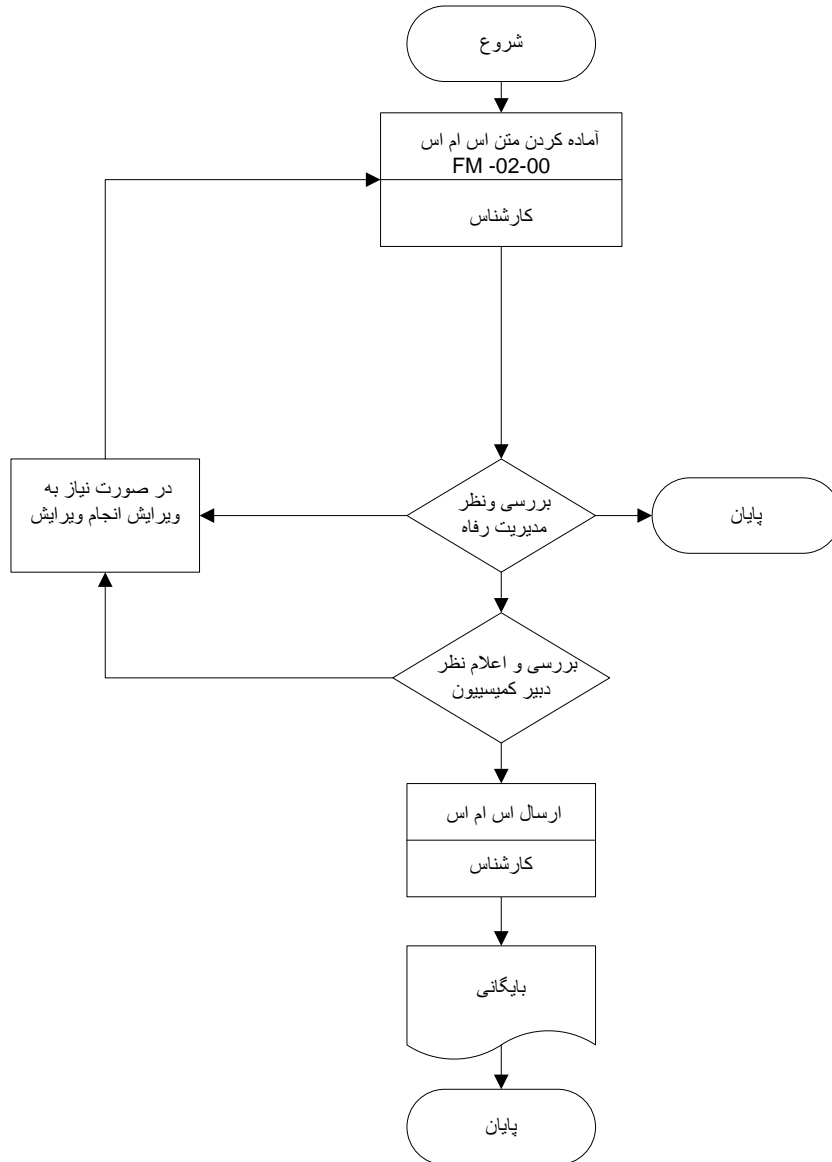 شروع
آماده کردن متن اس ام اس
FM -02-00
کارشناس
در صورت نیاز به
ویرایش انجام ویرایش
بررسی ونظر
مدیریت رفاه
پایان
بررسی و اعلام نظر
دبیر کمیسییون
ارسال اس ام اس
کارشناس
بایگانی
پایان